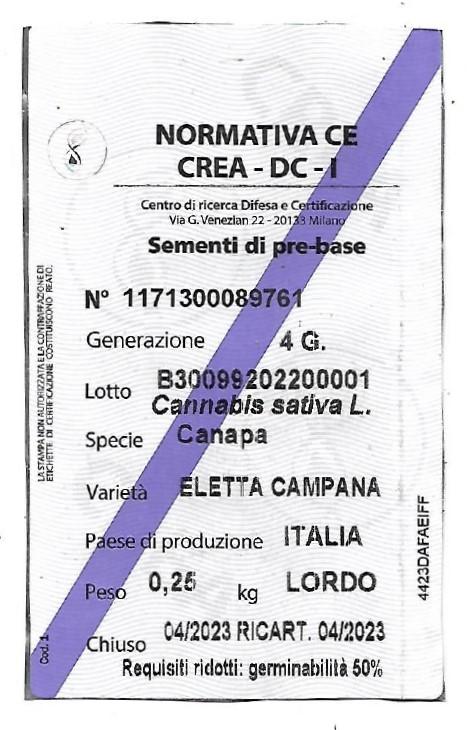 NORMATIVA CE
CREA - DC - I
Centro di ricerca Difesa e Certificazione
Via G. Venezian 22 - 20133 Milano
Sementi di pre-base
N° 1171300089761
Generazione 4 G.
Lotto B30099202200001
Cannabis sativa L.
Specie Canapa
Varietà ELETTA CAMPANA
Paese di produzione ITALIA
Peso 0,25 kg LORDO
Chiuso 04/2023 RICART. 04/2023
Requisiti ridotti: germinabilità 50%
LA STAMPA NON AUTORIZZATA E LA CONTRAFFAZIONE DI
ETICHETTE DI CERTIFICAZIONE COSTITUISCONO REATO.
Cod. 1
4423DAFAEIFF